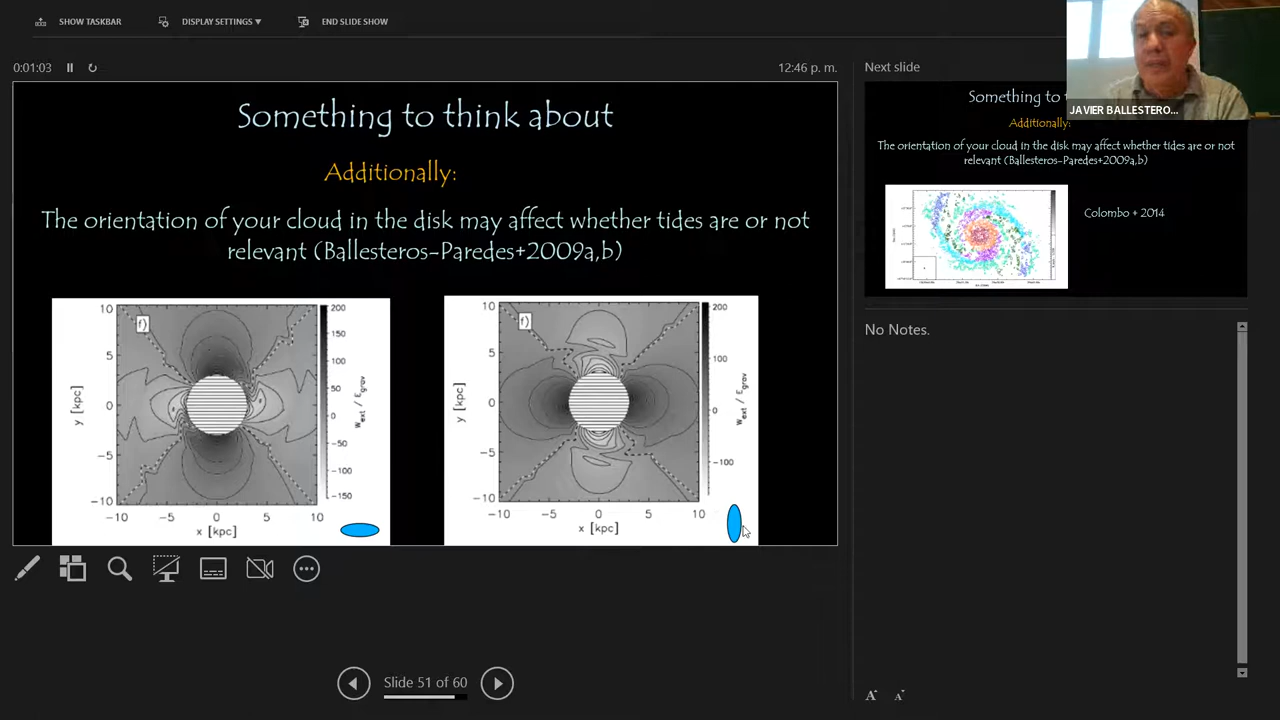 SHOW TASKBAR
DISPLAY SETTINGS ▼
END SLIDE SHOW
0:01:03
12:46 p. m.
Something to think about
Additionally:
The orientation of your cloud in the disk may affect whether tides are or not
relevant (Ballesteros-Paredes+2009a,b)
f)
10
5
0
-5
-10
y [kpc]
-10 -5 0 5 10
x [kpc]
200
150
100
50
0
-50
-100
-150
W_ext / E_grav
f)
10
5
0
-5
-10
y [kpc]
-10 -5 0 5 10
x [kpc]
200
100
0
-100
W_ext / E_grav
Slide 51 of 60
Next slide
JAVIER BALLESTERO...
Something to t
Additionally:
The orientation of your cloud in the disk may affect whether tides are or not
relevant (Ballesteros-Paredes+2009a,b)
Colombo + 2014
No Notes.
A A